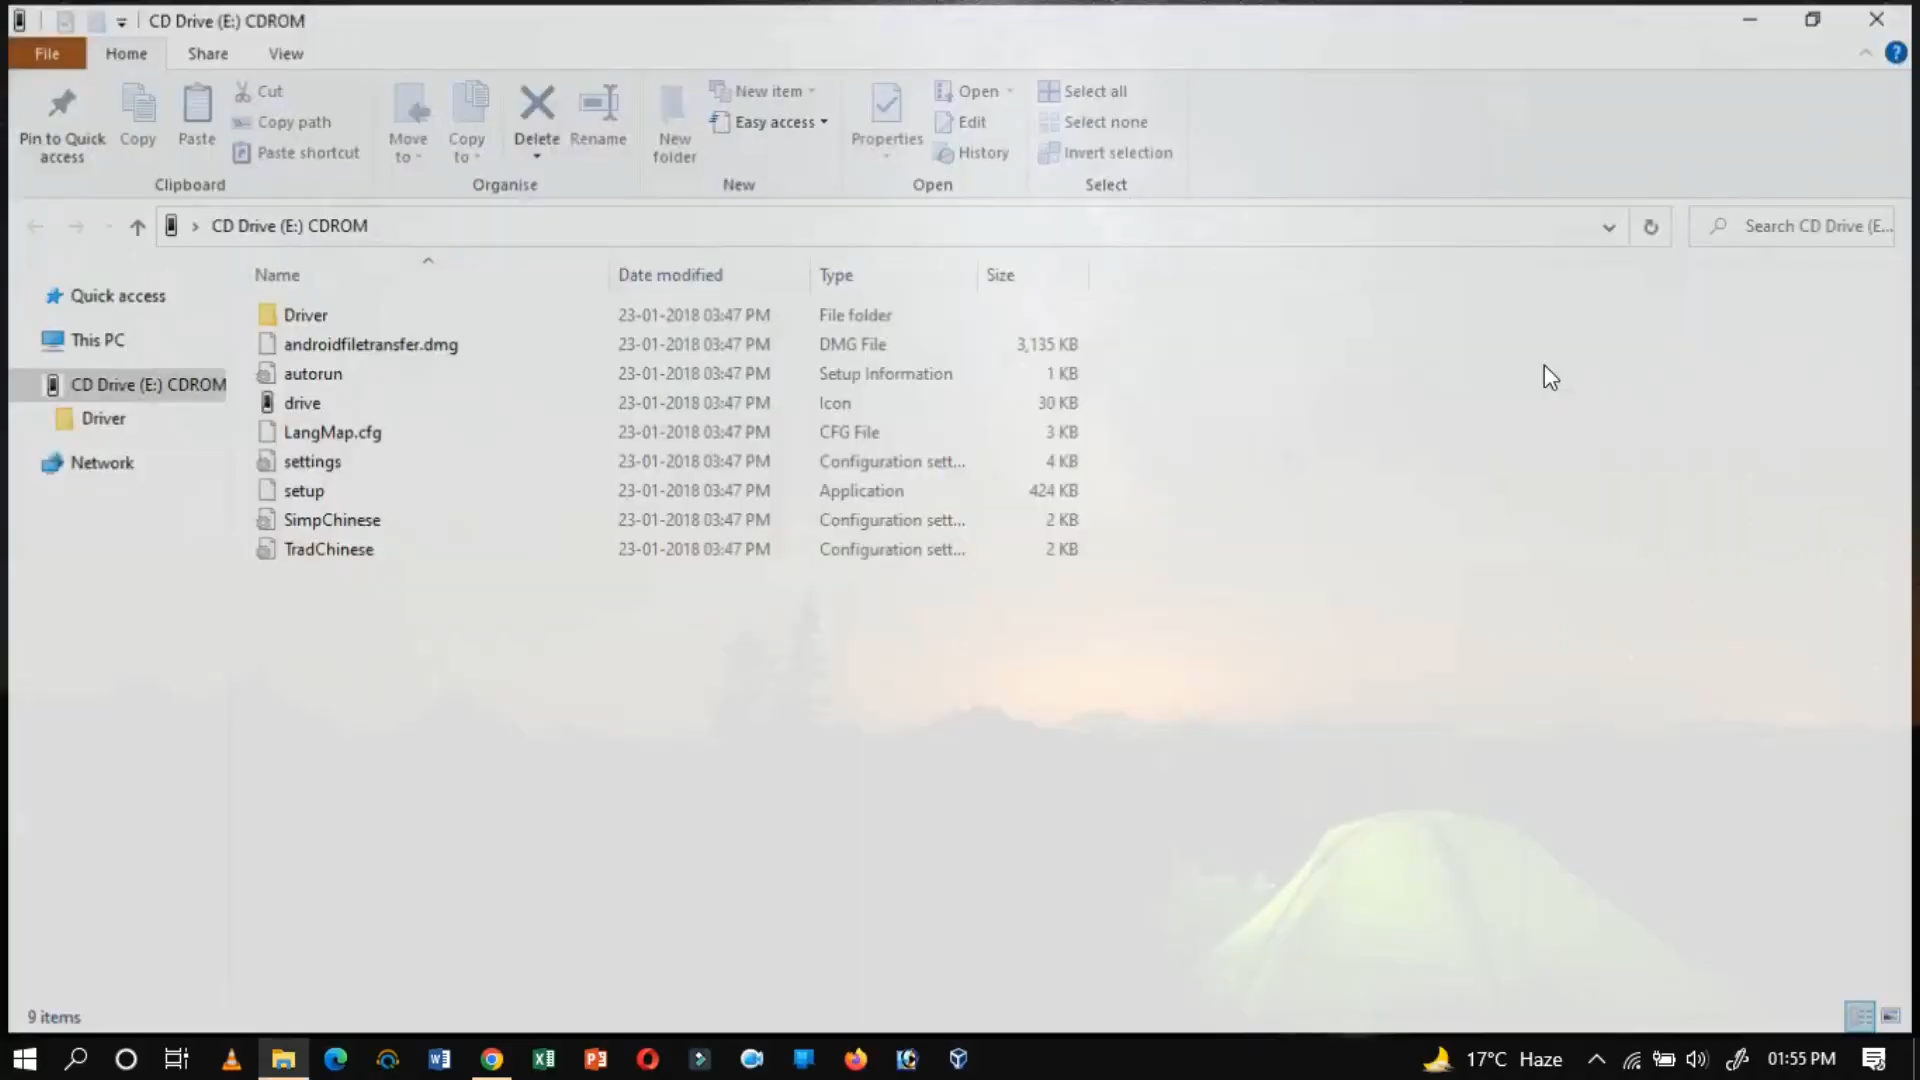 CD Drive (E:) CDROM
File
Home
Share
View
Pin to Quick access
Copy
Paste
Cut
Copy path
Paste shortcut
Clipboard
Move to
Copy to
Delete
Rename
Organise
New folder
New item
Easy access
New
Properties
Open
Edit
History
Open
Select all
Select none
Invert selection
Select
CD Drive (E:) CDROM
Search CD Drive (E...
Quick access
This PC
CD Drive (E:) CDROM
Driver
Network
Name Date modified Type Size
Driver 23-01-2018 03:47 PM File folder
androidfiletransfer.dmg 23-01-2018 03:47 PM DMG File 3,135 KB
autorun 23-01-2018 03:47 PM Setup Information 1 KB
drive 23-01-2018 03:47 PM Icon 30 KB
LangMap.cfg 23-01-2018 03:47 PM CFG File 3 KB
settings 23-01-2018 03:47 PM Configuration sett... 4 KB
setup 23-01-2018 03:47 PM Application 424 KB
SimpChinese 23-01-2018 03:47 PM Configuration sett... 2 KB
TradChinese 23-01-2018 03:47 PM Configuration sett... 2 KB
9 items
17°C Haze
01:55 PM